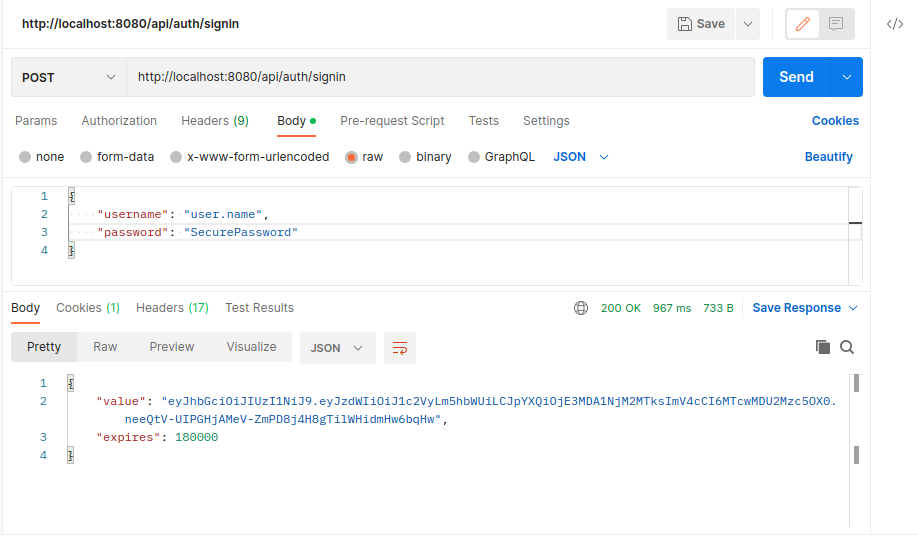 http://localhost:8080/api/auth/signin
Save
</>
POST
http://localhost:8080/api/auth/signin
Send
Params Authorization Headers (9) Body Pre-request Script Tests Settings Cookies
none form-data x-www-form-urlencoded raw binary GraphQL JSON Beautify
1 {
2 "username": "user.name",
3 "password": "SecurePassword"
4 }
Body Cookies (1) Headers (17) Test Results 200 OK 967 ms 733 B Save Response
Pretty Raw Preview Visualize JSON
1 {
2 "value": "eyJhbGciOiJIUzI1NiJ9.eyJzdWIiOiJ1c2VyLm5hbWUiLCJpYXQiOjE3MDA1NjM2MTksImV4cCI6MTcwMDU2Mzc5OX0.
neeQtV-UIPGHjAMeV-ZmPD8j4H8gTilWHidmHw6bqHw",
3 "expires": 180000
4 }